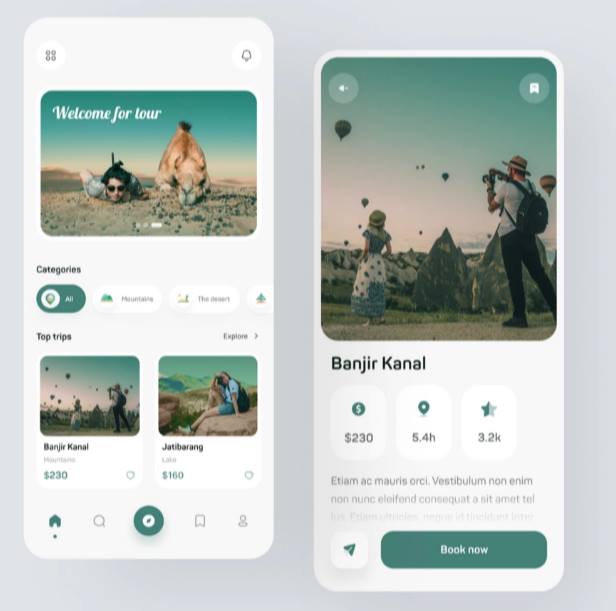 Welcome for tour
Categories
All
Mountains
The desert
Top trips
Explore
Banjir Kanal
Mountains
$230
Jatibarang
Lake
$160
Banjir Kanal
$230
5.4h
3.2k
Etiam ac mauris orci. Vestibulum non enim
non nunc eleifend consequat a sit amet tel
Book now